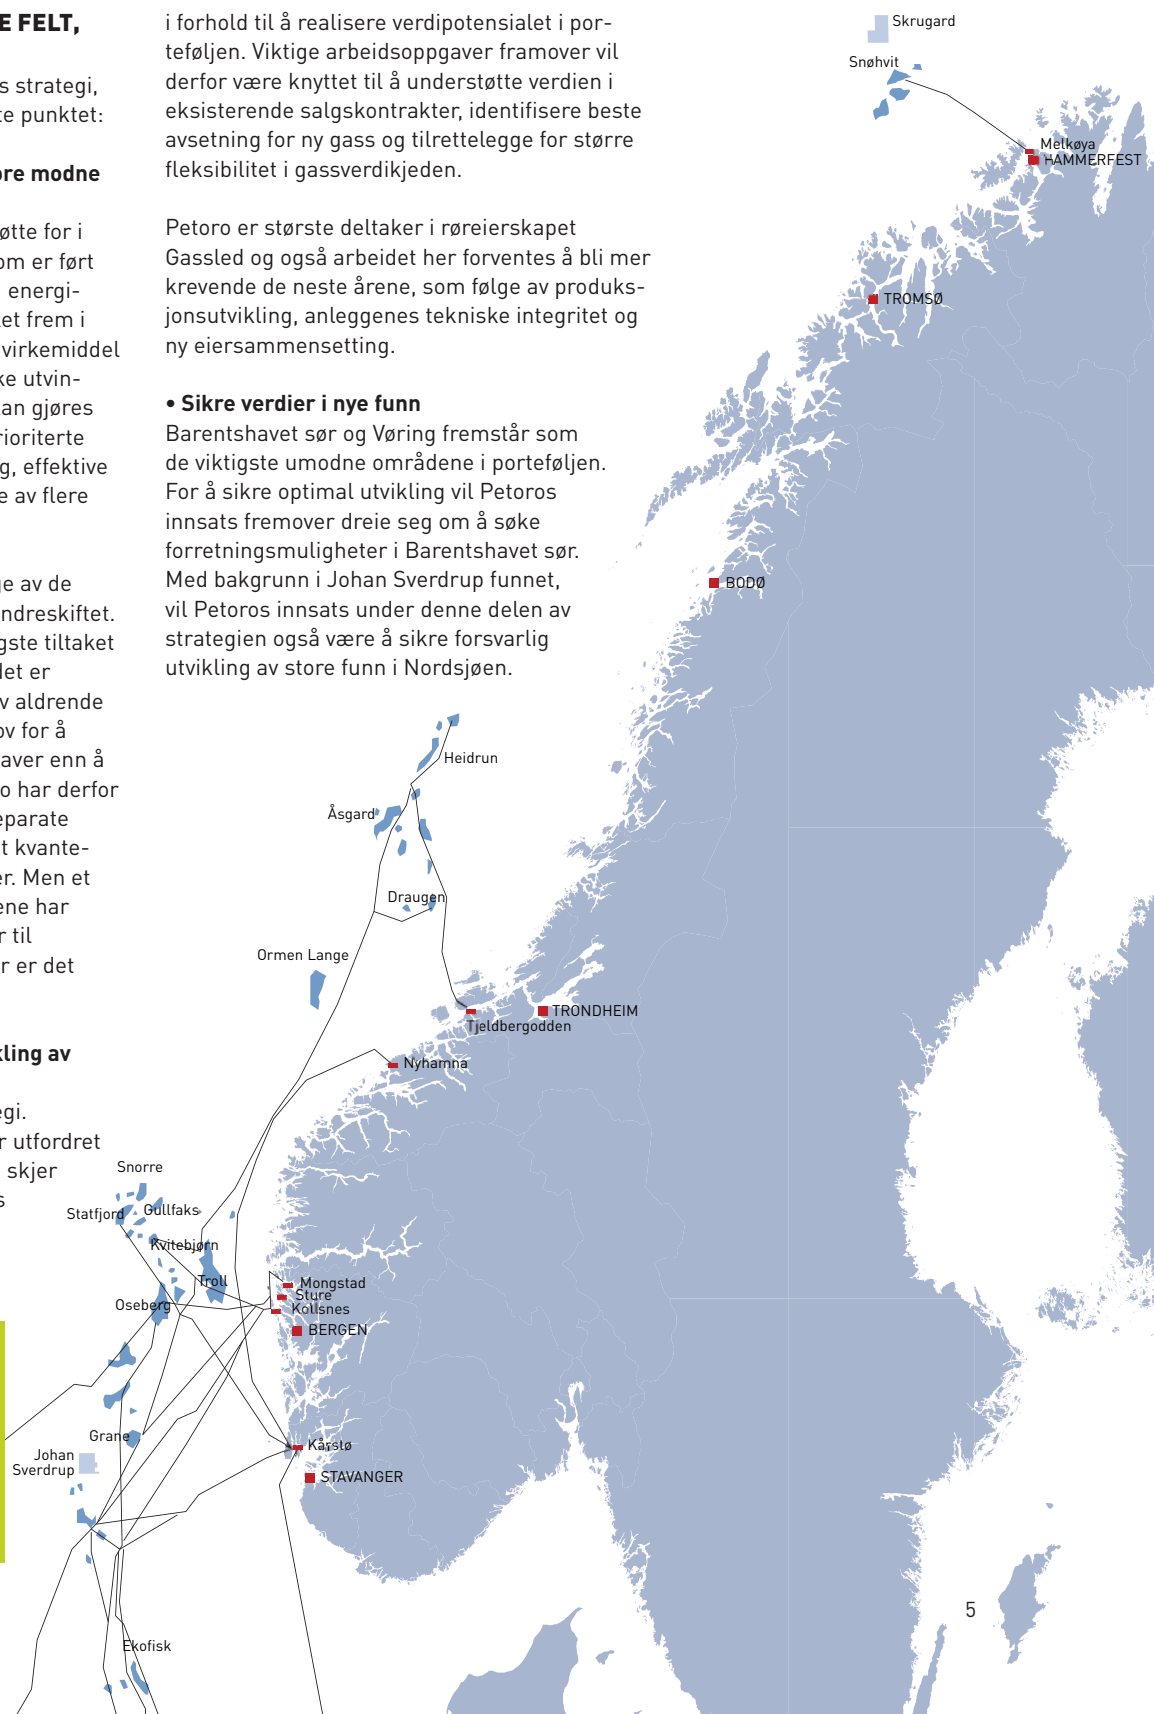 E FELT,
s strategi,
te punktet:
ore modne
øtte for i
om er ført
energi-
et frem i
virkemiddel
ke utvin-
an gjøres
rioriterte
g, effektive
e av flere
ge av de
ndreskiftet.
gste tiltaket
det er
v aldrende
ov for å
aver enn å
o har derfor
eparate
t kvante-
er. Men et
ene har
r til
r er det
kling av
egi.
r utfordret
skjer
s
i forhold til å realisere verdipotensialet i por-
teføljen. Viktige arbeidsoppgaver framover vil
derfor være knyttet til å understøtte verdien i
eksisterende salgskontrakter, identifisere beste
avsetning for ny gass og tilrettelegge for større
fleksibilitet i gassverdikjeden.
Petoro er største deltaker i røreierskapet
Gassled og også arbeidet her forventes å bli mer
krevende de neste årene, som følge av produks-
jonsutvikling, anleggenes tekniske integritet og
ny eiersammensetting.
• Sikre verdier i nye funn
Barentshavet sør og Vøring fremstår som
de viktigste umodne områdene i porteføljen.
For å sikre optimal utvikling vil Petoros
innsats fremover dreie seg om å søke
forretningsmuligheter i Barentshavet sør.
Med bakgrunn i Johan Sverdrup funnet,
vil Petoros innsats under denne delen av
strategien også være å sikre forsvarlig
utvikling av store funn i Nordsjøen.
Skrugard
Snøhvit
Melkøya
HAMMERFEST
TROMSØ
BODØ
Heidrun
Åsgard
Draugen
Ormen Lange
TRONDHEIM
Tjeldbergodden
Nyhamna
Snorre
Statfjord
Gullfaks
Kvitebjørn
Troll
Oseberg
Mongstad
Sture
Kollsnes
BERGEN
Grane
Johan
Sverdrup
Kårstø
STAVANGER
Ekofisk
5